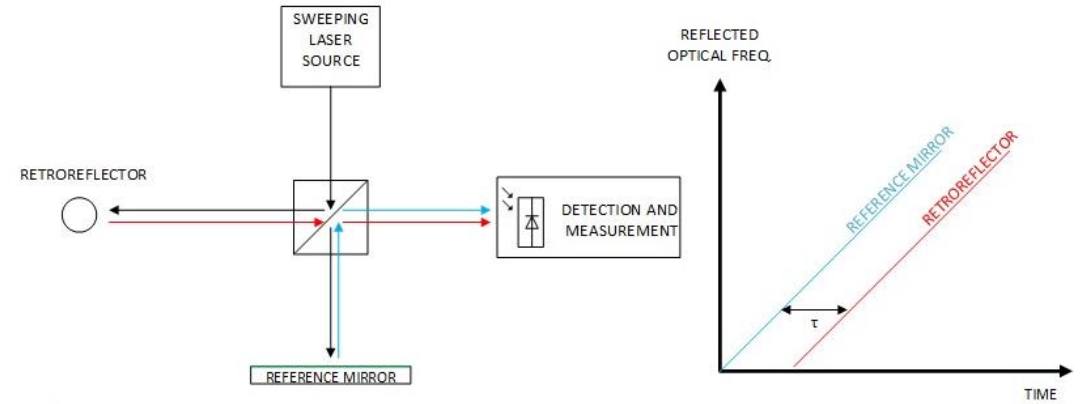 SWEEPING
LASER
SOURCE
RETROREFLECTOR
DETECTION AND
MEASUREMENT
REFERENCE MIRROR
REFLECTED
OPTICAL FREQ.
REFERENCE MIRROR
RETROREFLECTOR
τ
TIME